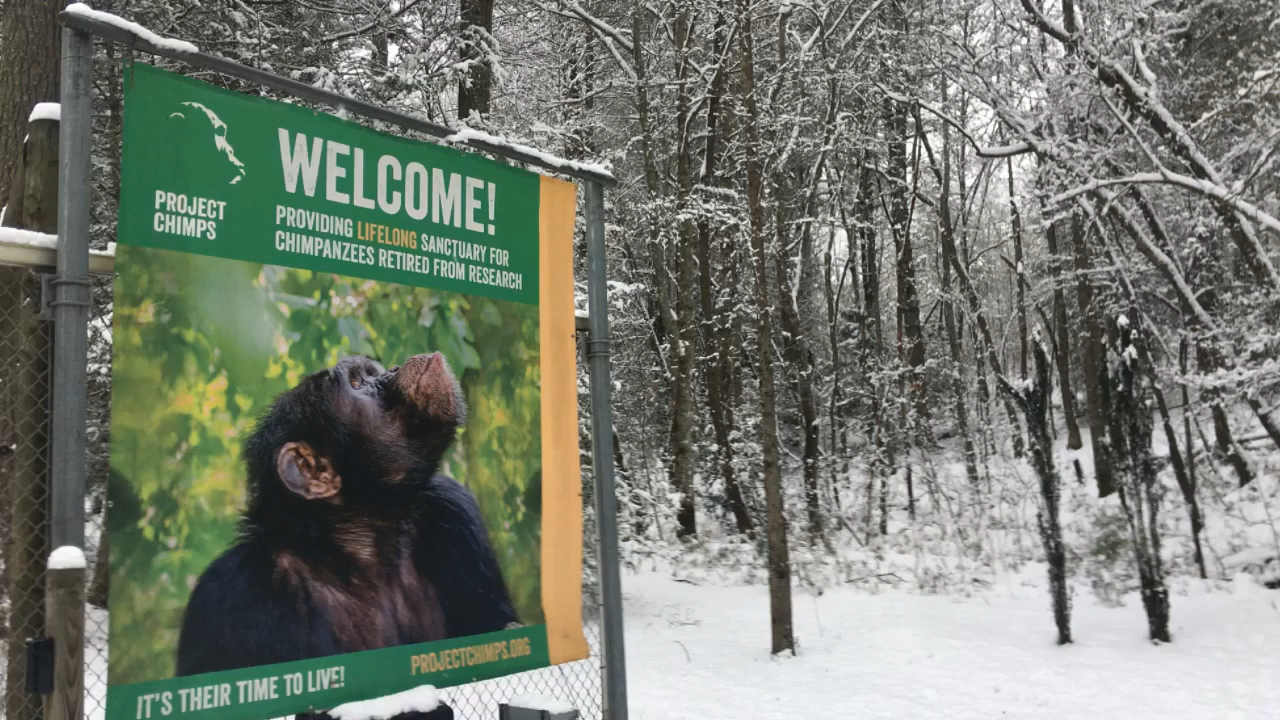 PROJECT
CHIMPS
WELCOME!
PROVIDING LIFELONG SANCTUARY FOR
CHIMPANZEES RETIRED FROM RESEARCH
IT'S THEIR TIME TO LIVE!
PROJECTCHIMPS.ORG